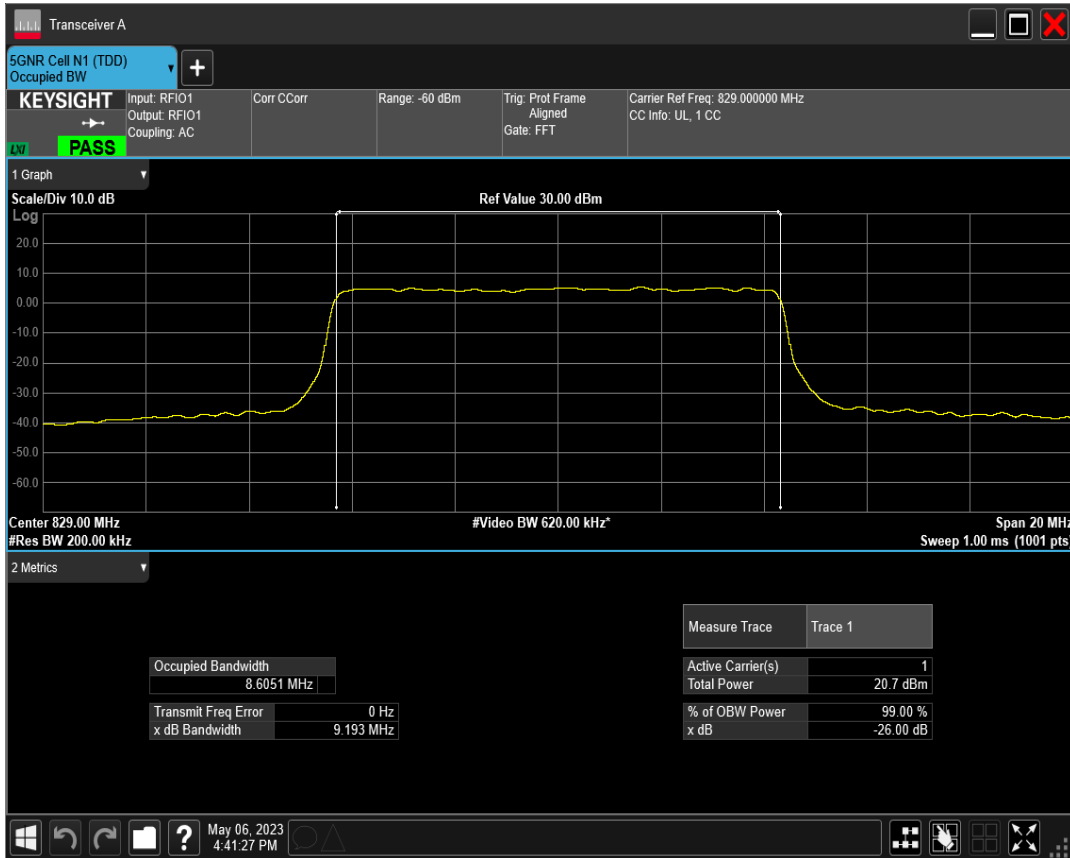 Transceiver A
5GNR Cell N1 (TDD)
Occupied BW
+
KEYSIGHT
LXI
PASS
Input: RFIO1
Output: RFIO1
Coupling: AC
Corr CCorr
Range: -60 dBm
Trig: Prot Frame
Aligned
Gate: FFT
Carrier Ref Freq: 829.000000 MHz
CC Info: UL, 1 CC
1 Graph
Scale/Div 10.0 dB
Ref Value 30.00 dBm
Log
20.0
10.0
0.00
-10.0
-20.0
-30.0
-40.0
-50.0
-60.0
Center 829.00 MHz
#Video BW 620.00 kHz*
Span 20 MHz
#Res BW 200.00 kHz
Sweep 1.00 ms (1001 pts)
2 Metrics
Measure Trace Trace 1
Occupied Bandwidth
8.6051 MHz
Active Carrier(s) 1
Total Power 20.7 dBm
Transmit Freq Error 0 Hz
x dB Bandwidth 9.193 MHz
% of OBW Power 99.00 %
x dB -26.00 dB
?
May 06, 2023
4:41:27 PM